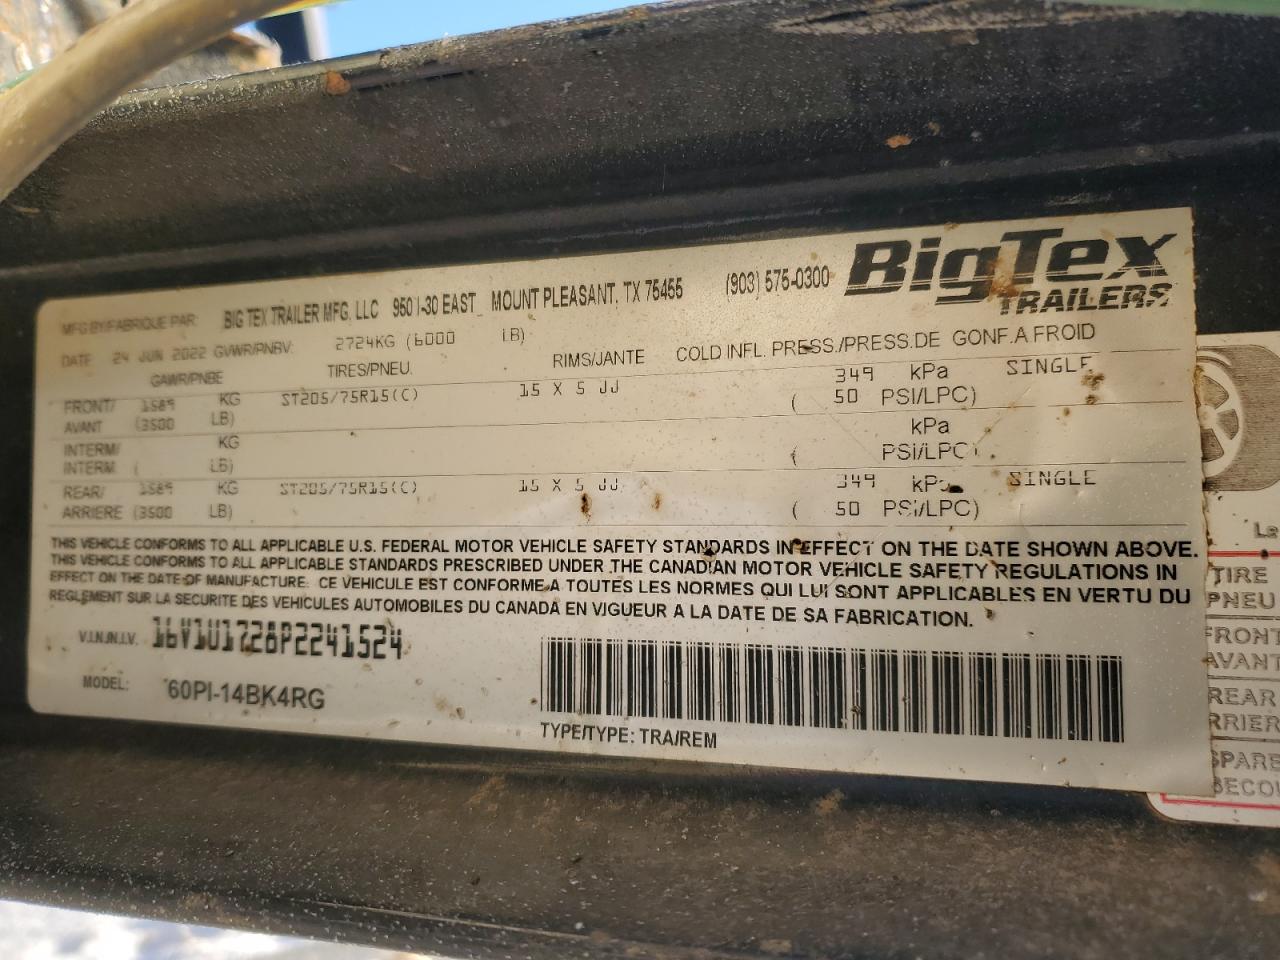 BigTex
TRAILERS
MFG BY/FABRIQUE PAR: BIG TEX TRAILER MFG, LLC 950 I-30 EAST MOUNT PLEASANT, TX 75455 (903) 575-0300
DATE 24 JUN 2022 GVWR/PNBV: 2724KG (6000 LB)
GAWR/PNBE TIRES/PNEU. RIMS/JANTE COLD INFL. PRESS./PRESS.DE GONF.A FROID
FRONT/ 1589 KG ST205/75R15(C) 15 X 5 JJ 349 kPa SINGLE
AVANT (3500 LB) ( 50 PSI/LPC)
INTERM/ KG kPa
INTERM ( LB) ( PSI/LPC)
REAR/ 1589 KG ST205/75R15(C) 15 X 5 JJ 349 kPa SINGLE
ARRIERE (3500 LB) ( 50 PSI/LPC)
THIS VEHICLE CONFORMS TO ALL APPLICABLE U.S. FEDERAL MOTOR VEHICLE SAFETY STANDARDS IN EFFECT ON THE DATE SHOWN ABOVE.
THIS VEHICLE CONFORMS TO ALL APPLICABLE STANDARDS PRESCRIBED UNDER THE CANADIAN MOTOR VEHICLE SAFETY REGULATIONS IN
EFFECT ON THE DATE OF MANUFACTURE: CE VEHICULE EST CONFORME A TOUTES LES NORMES QUI LUI SONT APPLICABLES EN VERTU DU
REGLEMENT SUR LA SECURITE DES VEHICULES AUTOMOBILES DU CANADA EN VIGUEUR A LA DATE DE SA FABRICATION.
V.I.N./N.I.V. 16V1U1728P2241524
MODEL: 60PI-14BK4RG
TYPE/TYPE: TRA/REM
TIRE
PNEU
FRONT
AVANT
REAR
RRIER
SPARE
SECOU